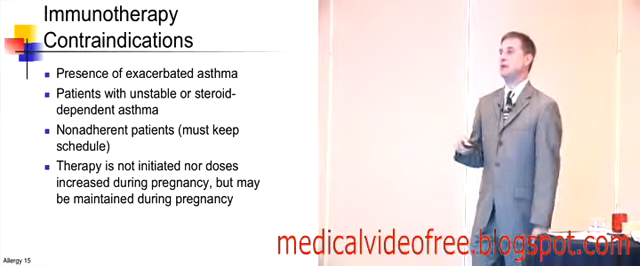 Immunotherapy
Contraindications
Presence of exacerbated asthma
Patients with unstable or steroid-
dependent asthma
Nonadherent patients (must keep
schedule)
Therapy is not initiated nor doses
increased during pregnancy, but may
be maintained during pregnancy
Allergy 15
medicalvideofree.blogspot.com